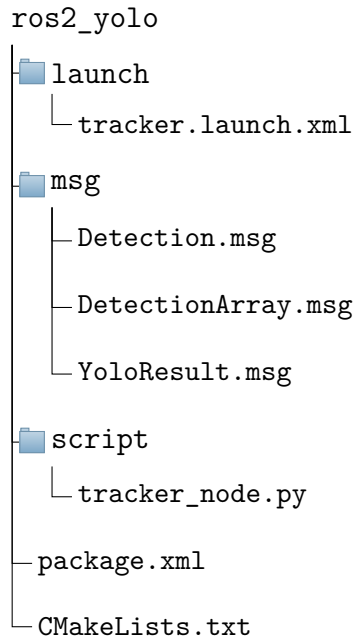 ros2_yolo
launch
tracker.launch.xml
msg
Detection.msg
DetectionArray.msg
YoloResult.msg
script
tracker_node.py
package.xml
CMakeLists.txt